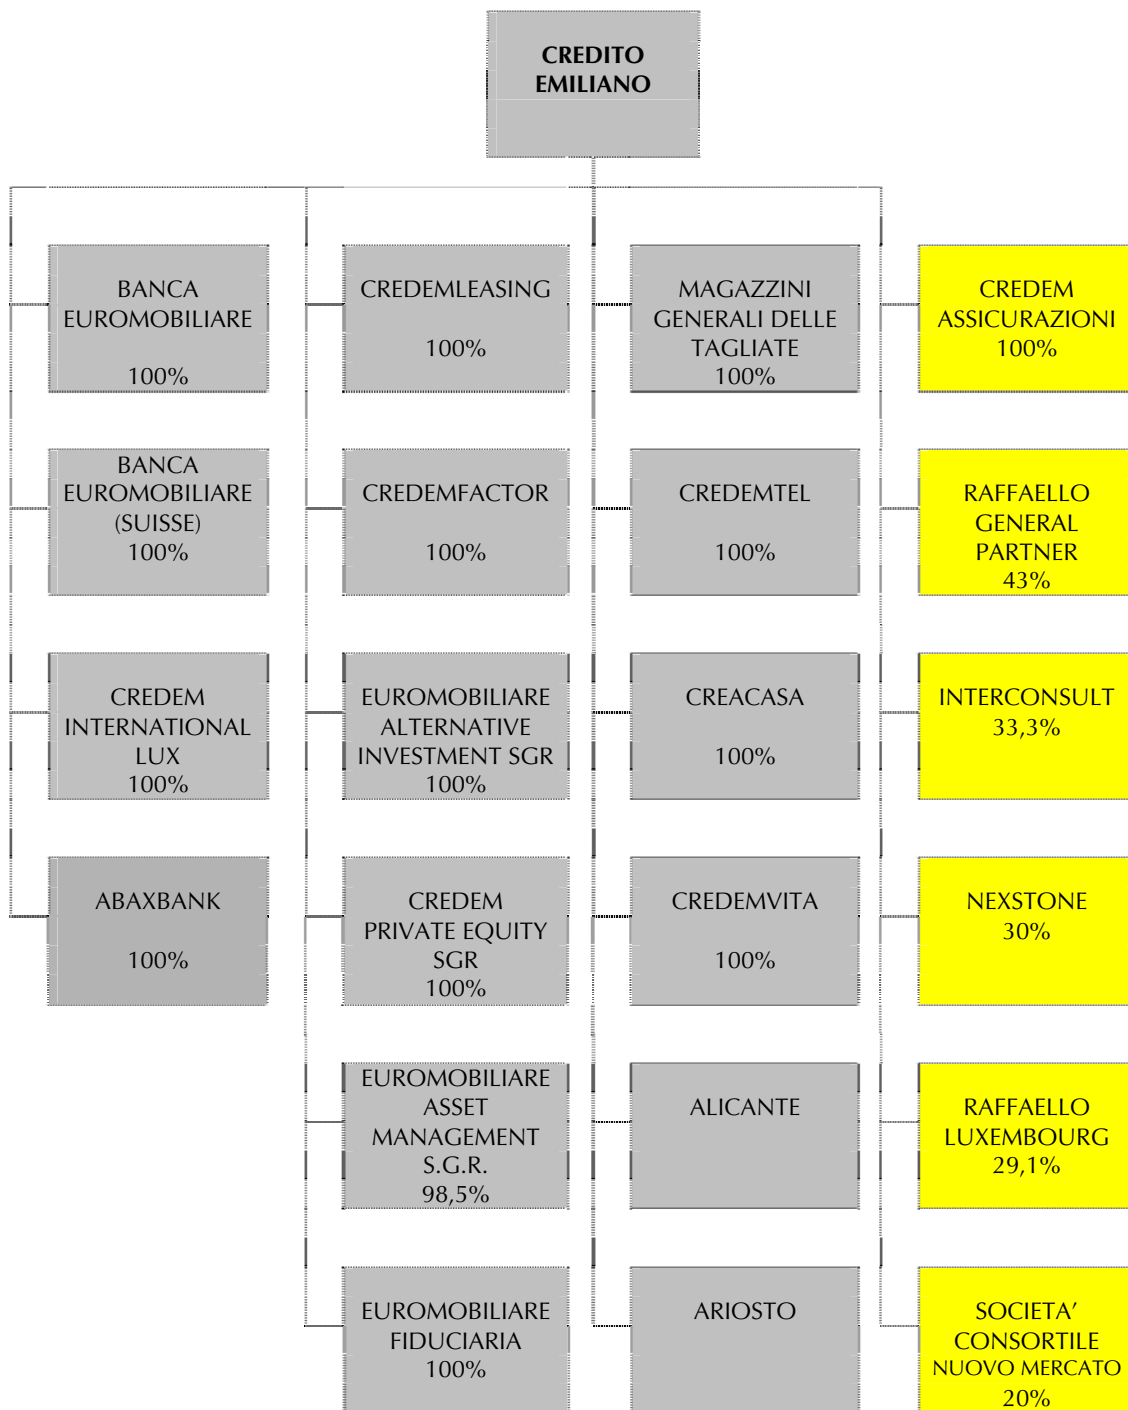 CREDITO
EMILIANO
BANCA
EUROMOBILIARE
100%
CREDEMLEASING
100%
MAGAZZINI
GENERALI DELLE
TAGLIATE
100%
CREDEM
ASSICURAZIONI
100%
BANCA
EUROMOBILIARE
(SUISSE)
100%
CREDEMFACTOR
100%
CREDEMTEL
100%
RAFFAELLO
GENERAL
PARTNER
43%
CREDEM
INTERNATIONAL
LUX
100%
EUROMOBILIARE
ALTERNATIVE
INVESTMENT SGR
100%
CREACASA
100%
INTERCONSULT
33,3%
ABAXBANK
100%
CREDEM
PRIVATE EQUITY
SGR
100%
CREDEMVITA
100%
NEXSTONE
30%
EUROMOBILIARE
ASSET
MANAGEMENT
S.G.R.
98,5%
ALICANTE
RAFFAELLO
LUXEMBOURG
29,1%
EUROMOBILIARE
FIDUCIARIA
100%
ARIOSTO
SOCIETA’
CONSORTILE
NUOVO MERCATO
20%